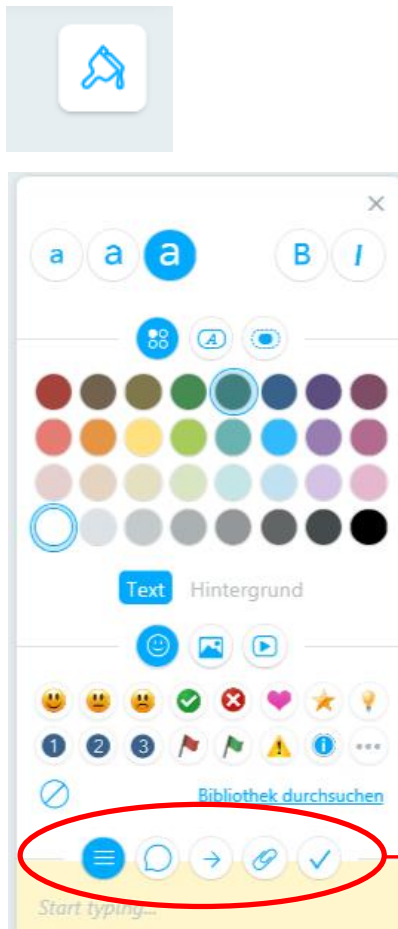 a a a B I
A
Text Hintergrund
1 2 3 i
Bibliothek durchsuchen
Start typing...